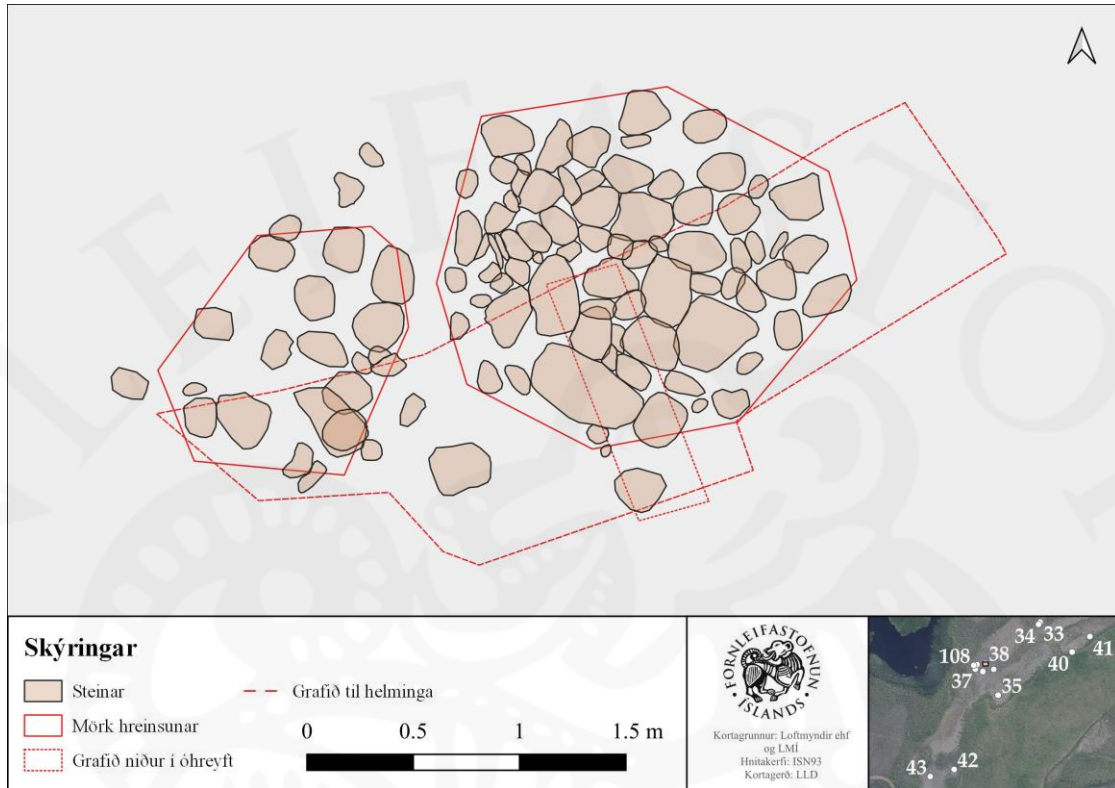 Skýringar
Steinar
Mörk hreinsunar
Grafið niður í óhreyft
Grafið til helminga
0 0.5 1 1.5 m
FORNLEIFASTOFNUN
ÍSLANDS
Kortagrunnur: Loftmyndir ehf
og LMÍ
Hnitakerfi: ISN93
Kortagerð: LLD
34 33
41
108 38 40
37
35
42
43